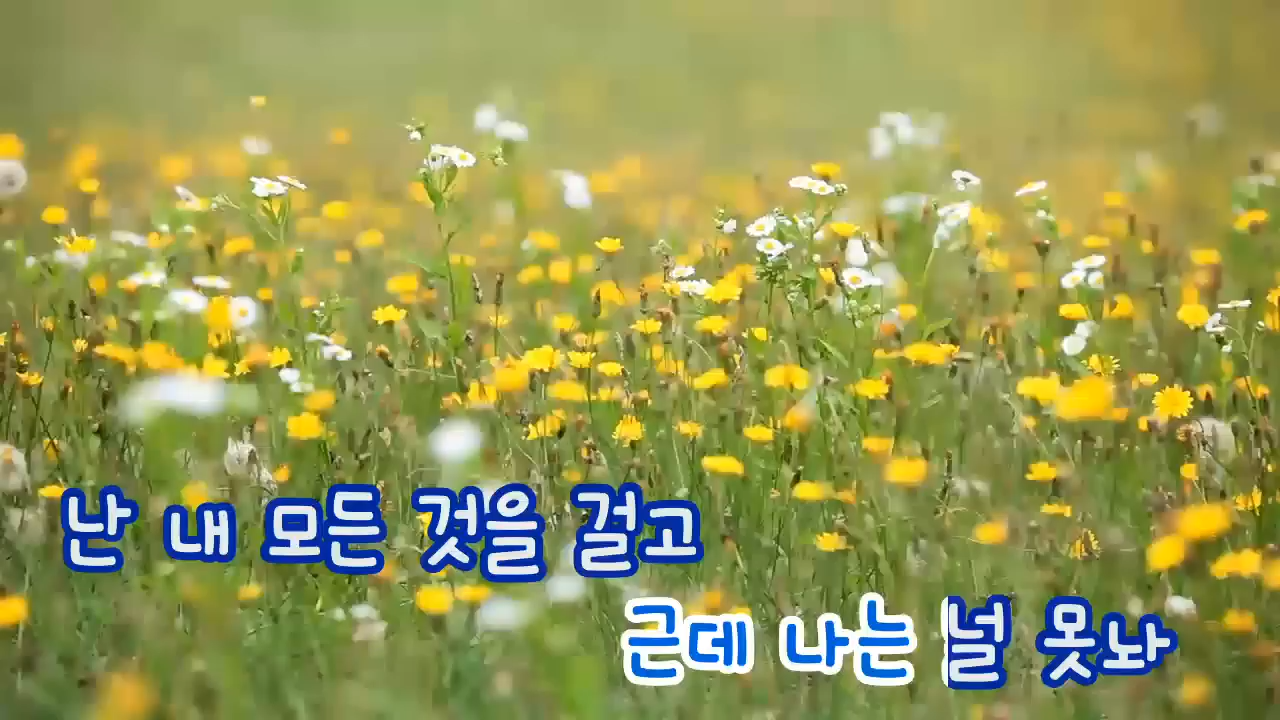 난 내 모든 것을 걸고
근데 나는 널 못놔